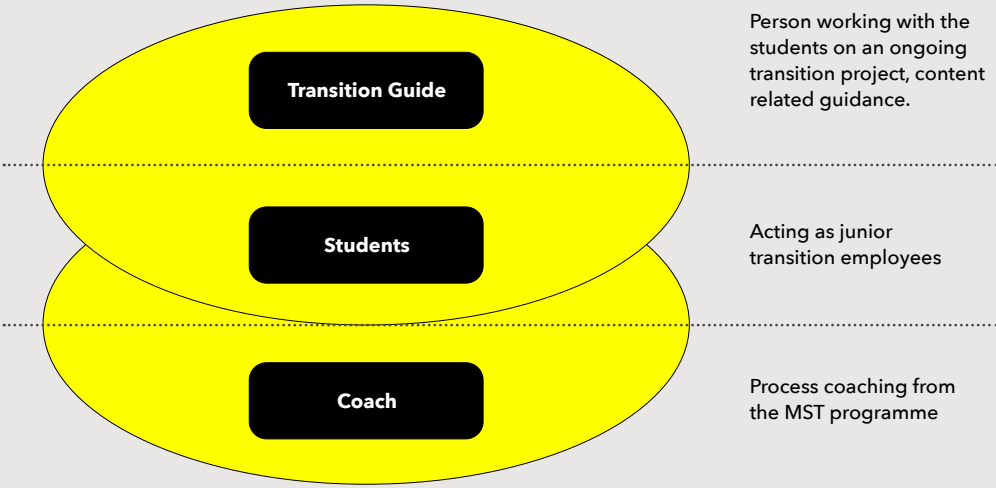 Transition Guide
Person working with the
students on an ongoing
transition project, content
related guidance.
Students
Acting as junior
transition employees
Coach
Process coaching from
the MST programme